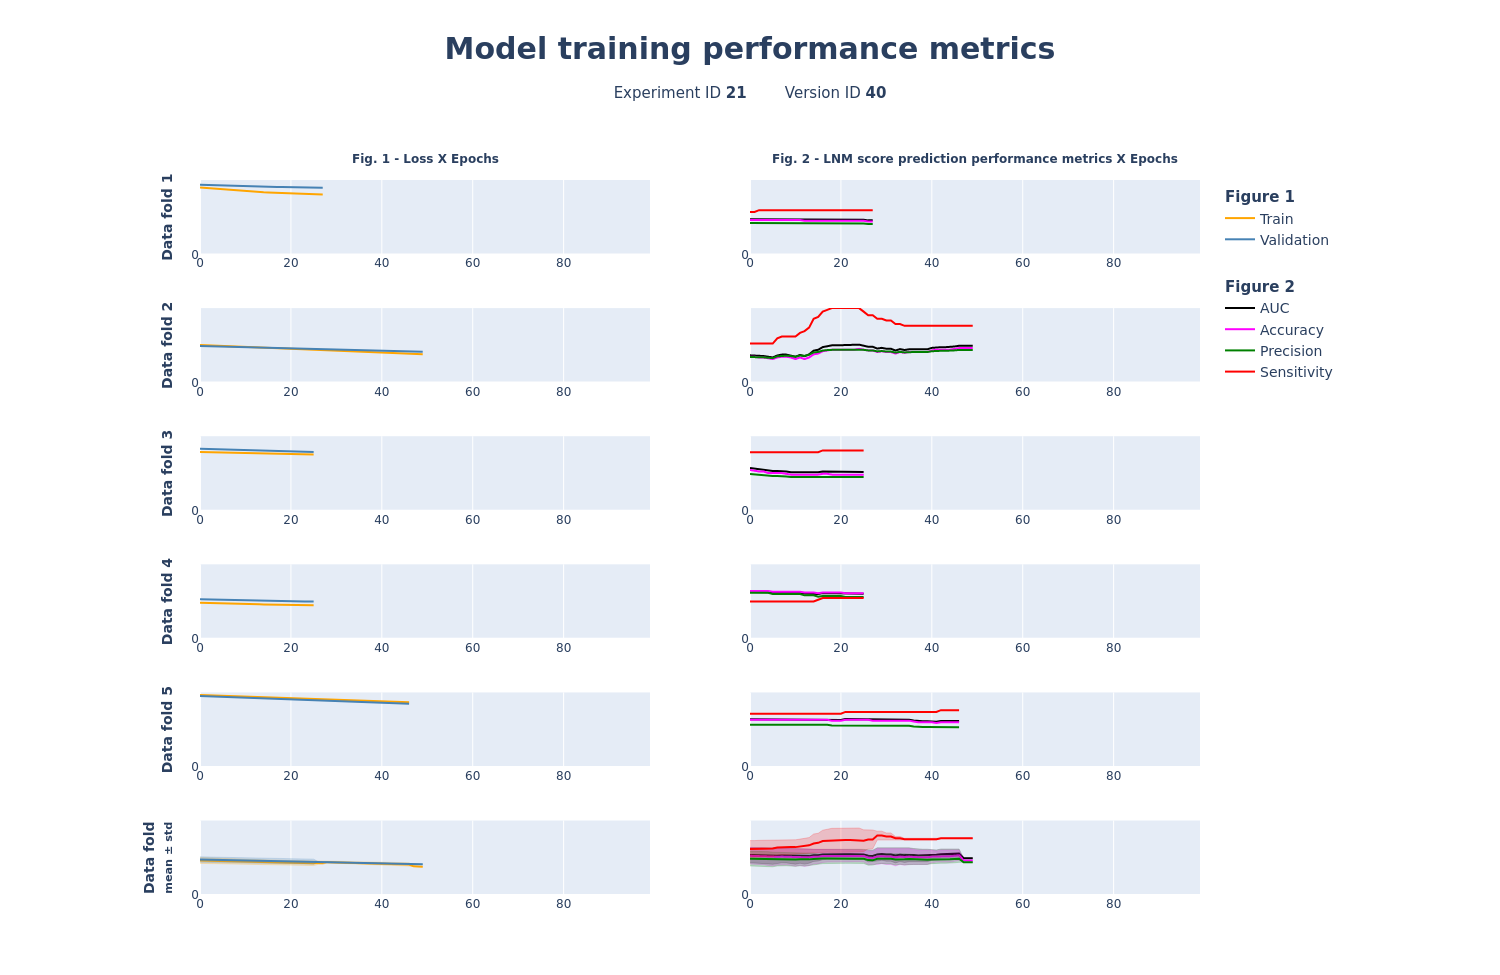 Model training performance metrics
Experiment ID 21 Version ID 40
Fig. 1 - Loss X Epochs
Fig. 2 - LNM score prediction performance metrics X Epochs
Data fold 1
0
0 20 40 60 80
0
0 20 40 60 80
Figure 1
Train
Validation
Figure 2
AUC
Accuracy
Precision
Sensitivity
Data fold 2
0
0 20 40 60 80
0
0 20 40 60 80
Data fold 3
0
0 20 40 60 80
0
0 20 40 60 80
Data fold 4
0
0 20 40 60 80
0
0 20 40 60 80
Data fold 5
0
0 20 40 60 80
0
0 20 40 60 80
Data fold
mean ± std
0
0 20 40 60 80
0
0 20 40 60 80